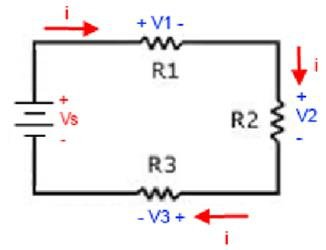 i
+ V1 -
R1
i
+
Vs
-
R2
+
V2
-
R3
- V3 +
i